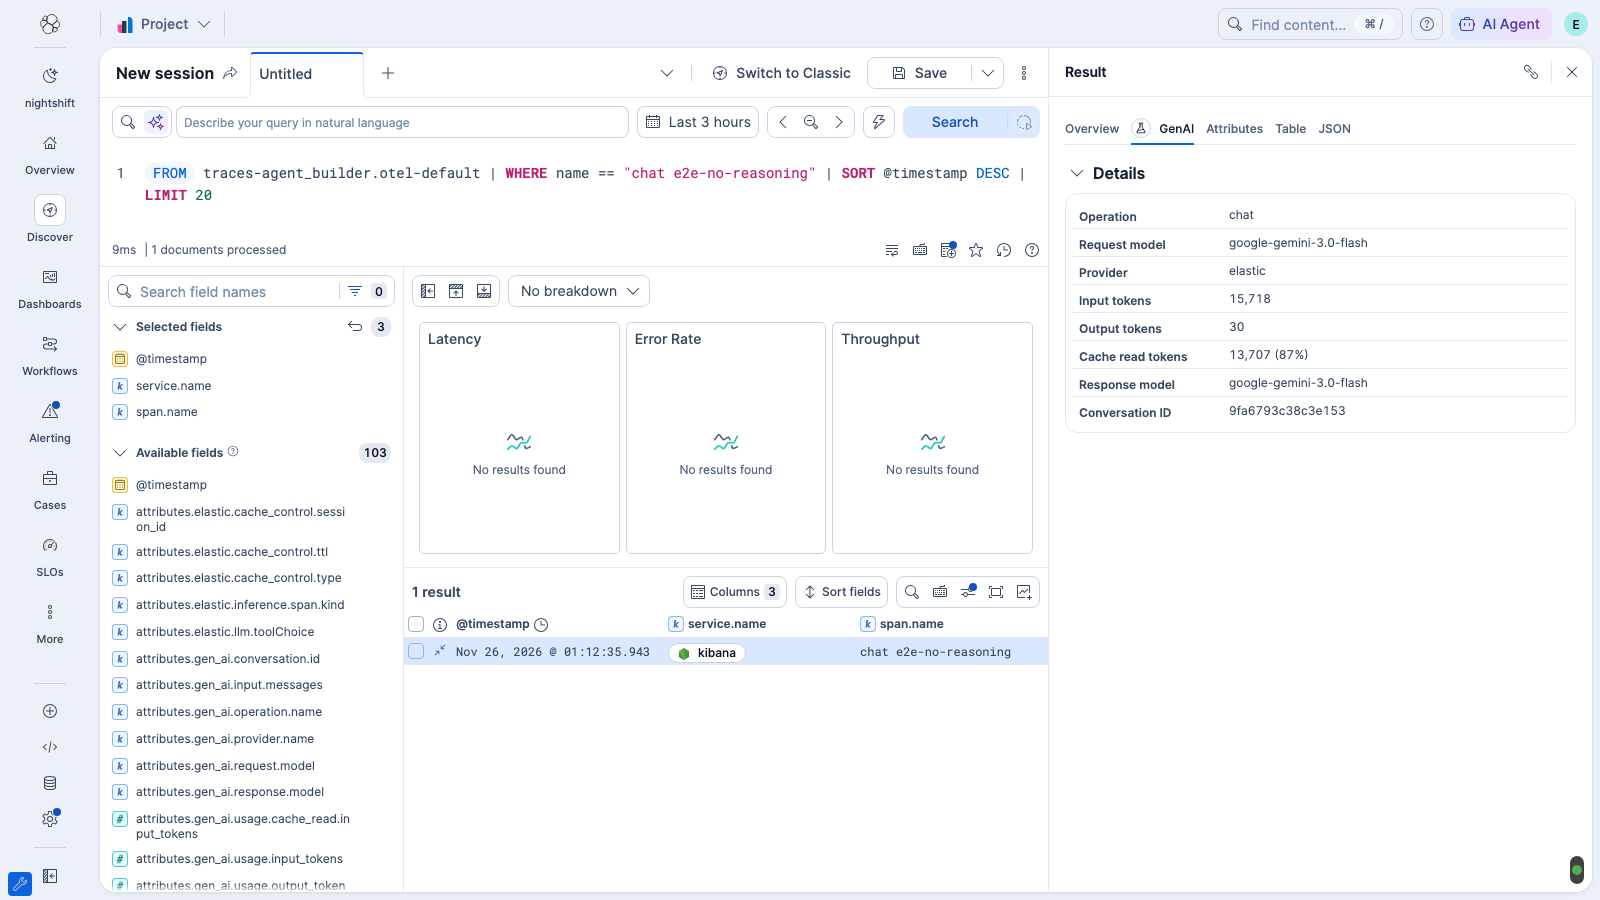 Project
Find content...
⌘ /
AI Agent
E
nightshift
Overview
Discover
Dashboards
Workflows
Alerting
Cases
SLOs
More
New session
Untitled
Switch to Classic
Save
Describe your query in natural language
Last 3 hours
Search
1 FROM traces-agent_builder.otel-default | WHERE name == "chat e2e-no-reasoning" | SORT @timestamp DESC |
LIMIT 20
9ms | 1 documents processed
Search field names
0
Selected fields
3
@timestamp
service.name
span.name
Available fields
103
@timestamp
attributes.elastic.cache_control.sessi
on_id
attributes.elastic.cache_control.ttl
attributes.elastic.cache_control.type
attributes.elastic.inference.span.kind
attributes.elastic.llm.toolChoice
attributes.gen_ai.conversation.id
attributes.gen_ai.input.messages
attributes.gen_ai.operation.name
attributes.gen_ai.provider.name
attributes.gen_ai.request.model
attributes.gen_ai.response.model
attributes.gen_ai.usage.cache_read.in
put_tokens
attributes.gen_ai.usage.input_tokens
attributes.gen_ai.usage.output_token
No breakdown
Latency
No results found
Error Rate
No results found
Throughput
No results found
1 result
Columns 3
Sort fields
@timestamp
k service.name
k span.name
Nov 26, 2026 @ 01:12:35.943
kibana
chat e2e-no-reasoning
Result
Overview
GenAI
Attributes
Table
JSON
Details
Operation chat
Request model google-gemini-3.0-flash
Provider elastic
Input tokens 15,718
Output tokens 30
Cache read tokens 13,707 (87%)
Response model google-gemini-3.0-flash
Conversation ID 9fa6793c38c3e153